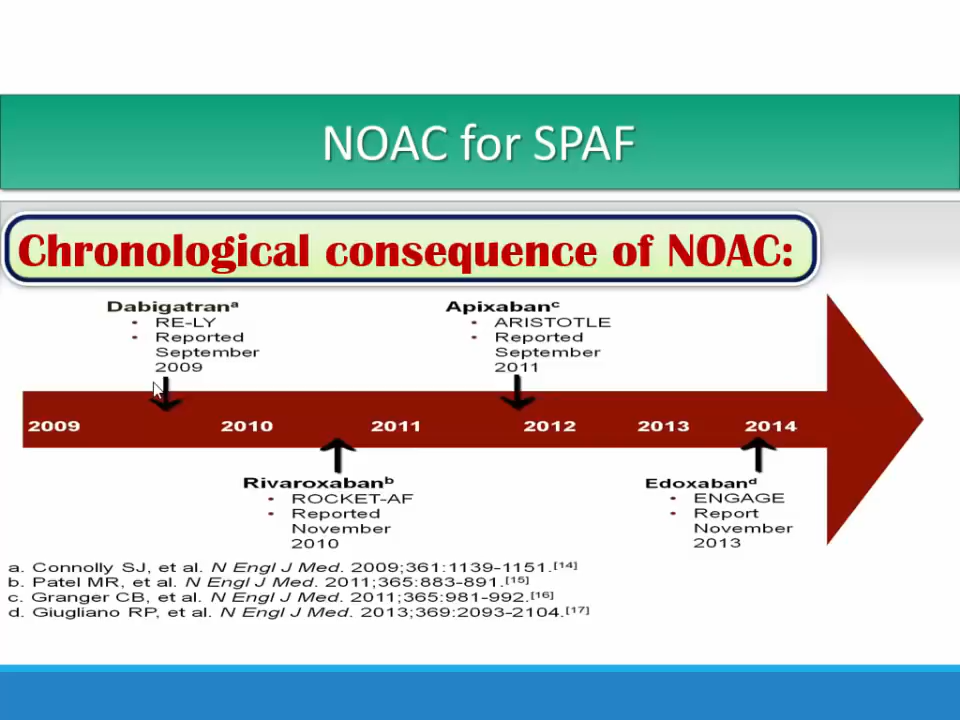 NOAC for SPAF
Chronological consequence of NOAC:
Dabigatranᵃ
• RE-LY
• Reported
September
2009
Apixabanᶜ
• ARISTOTLE
• Reported
September
2011
2009 2010 2011 2012 2013 2014
Rivaroxabanᵇ
• ROCKET-AF
• Reported
November
2010
Edoxabanᵈ
• ENGAGE
• Report
November
2013
a. Connolly SJ, et al. N Engl J Med. 2009;361:1139-1151.[14]
b. Patel MR, et al. N Engl J Med. 2011;365:883-891.[15]
c. Granger CB, et al. N Engl J Med. 2011;365:981-992.[16]
d. Giugliano RP, et al. N Engl J Med. 2013;369:2093-2104.[17]